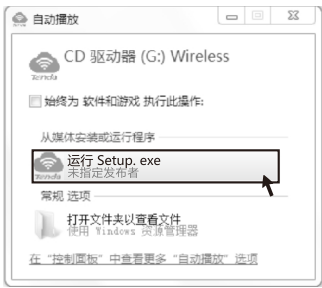 自动播放
CD 驱动器 (G:) Wireless
Tenda
始终为 软件和游戏 执行此操作:
从媒体安装或运行程序
运行 Setup. exe
未指定发布者
Tenda
常规 选项
打开文件夹以查看文件
使用 Windows 资源管理器
在 “控制面板” 中查看更多 “自动播放” 选项